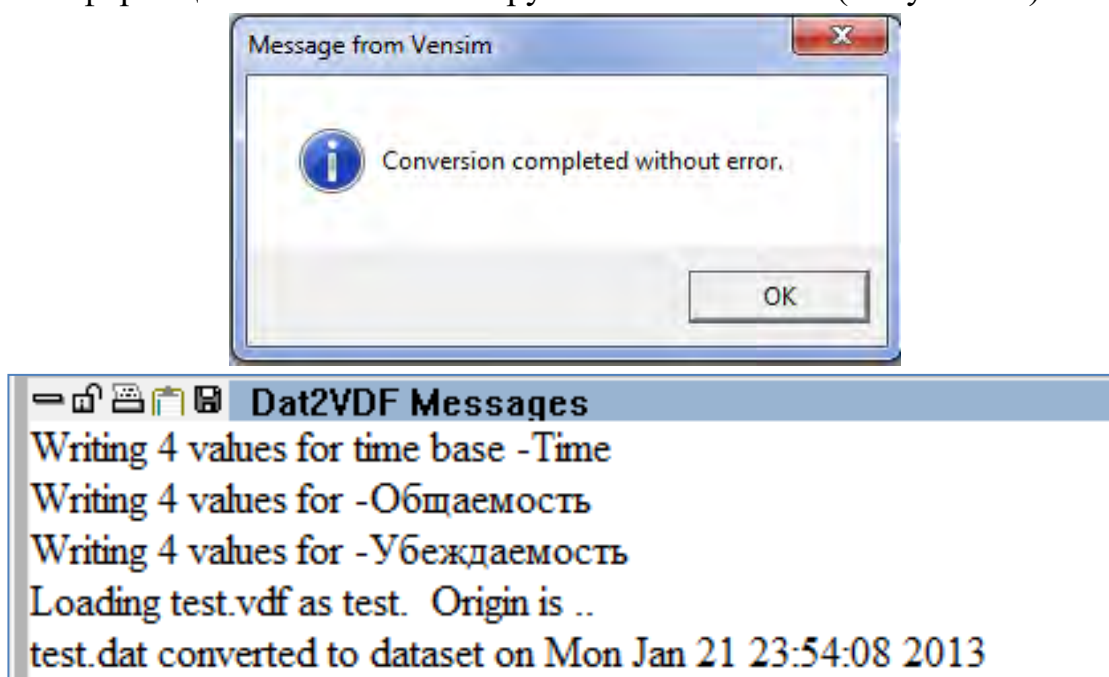 Message from Vensim
Conversion completed without error.
OK
Dat2VDF Messages
Writing 4 values for time base -Time
Writing 4 values for -Общаемость
Writing 4 values for -Убеждаемость
Loading test.vdf as test.  Origin is ..
test.dat converted to dataset on Mon Jan 21 23:54:08 2013